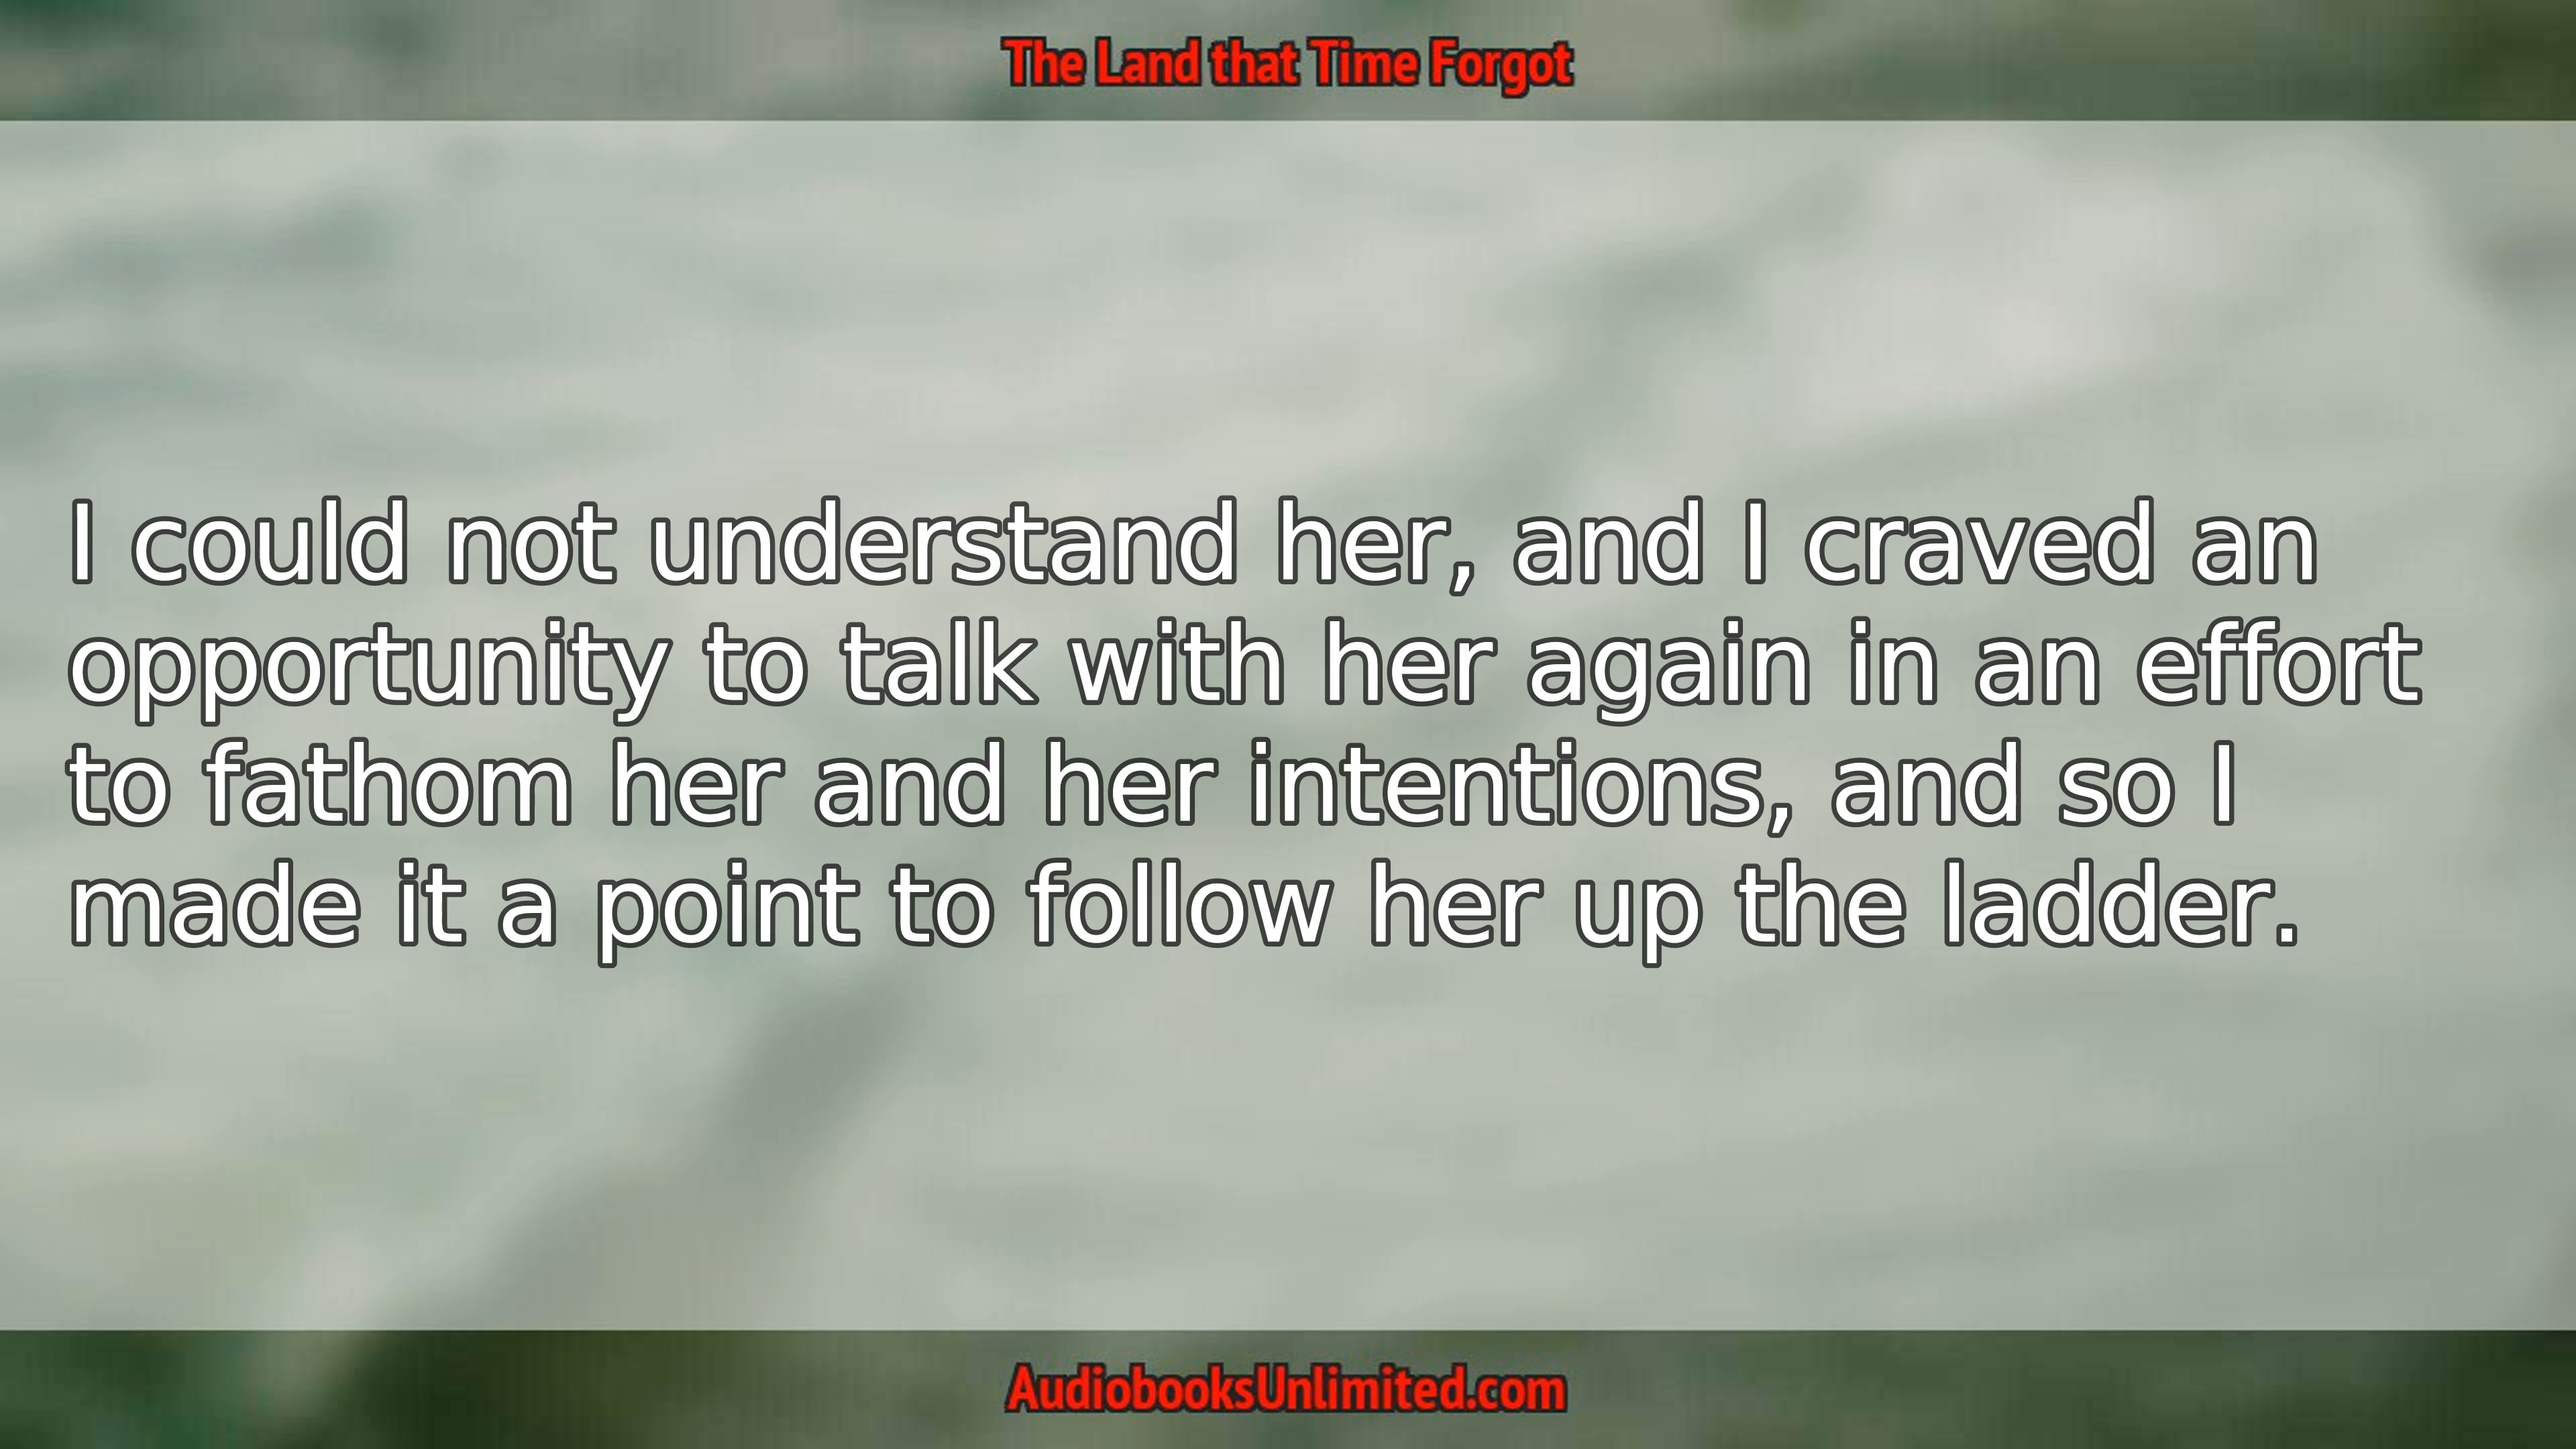 The Land that Time Forgot
I could not understand her, and I craved an
opportunity to talk with her again in an effort
to fathom her and her intentions, and so I
made it a point to follow her up the ladder.
AudiobooksUnlimited.com